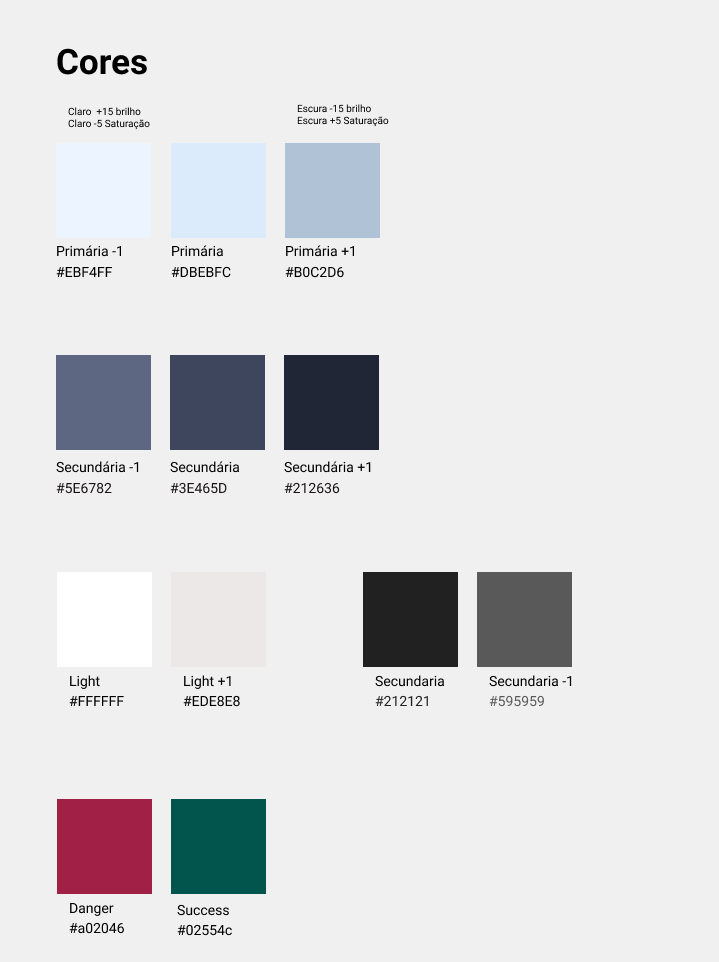 Cores
Claro +15 brilho
Claro -5 Saturação
Escura -15 brilho
Escura +5 Saturação
Primária -1
#EBF4FF
Primária
#DBEBFC
Primária +1
#B0C2D6
Secundária -1
#5E6782
Secundária
#3E465D
Secundária +1
#212636
Light
#FFFFFF
Light +1
#EDE8E8
Secundaria
#212121
Secundaria -1
#595959
Danger
#a02046
Success
#02554c